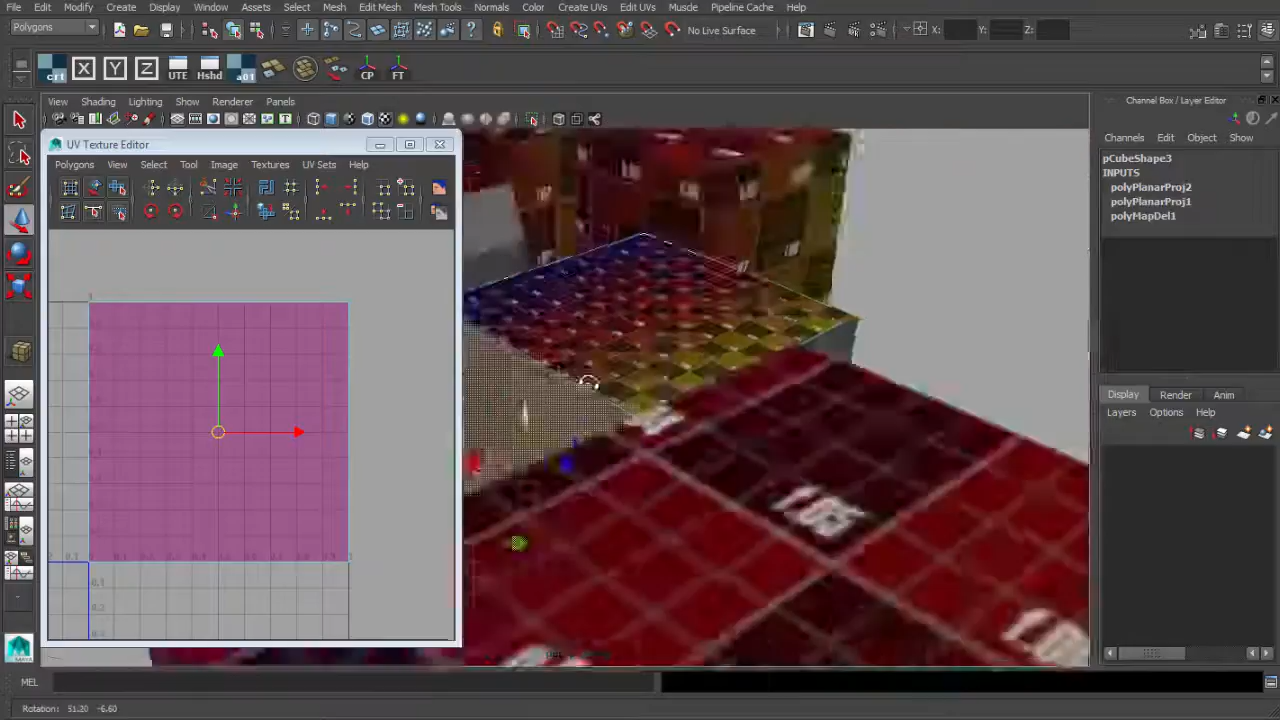 File Edit Modify Create Display Window Assets Select Mesh Edit Mesh Mesh Tools Normals Color Create UVs Edit UVs Muscle Pipeline Cache Help
Polygons No Live Surface X: Y: Z:
crt X Y Z UTE Hshd a01 CP FT
View Shading Lighting Show Renderer Panels
Channel Box / Layer Editor
UV Texture Editor
Channels Edit Object Show
Polygons View Select Tool Image Textures UV Sets Help
pCubeShape3
INPUTS
polyPlanarProj2
polyPlanarProj1
polyMapDel1
Display Render Anim
Layers Options Help
MEL
Rotation: 51.20 -6.60